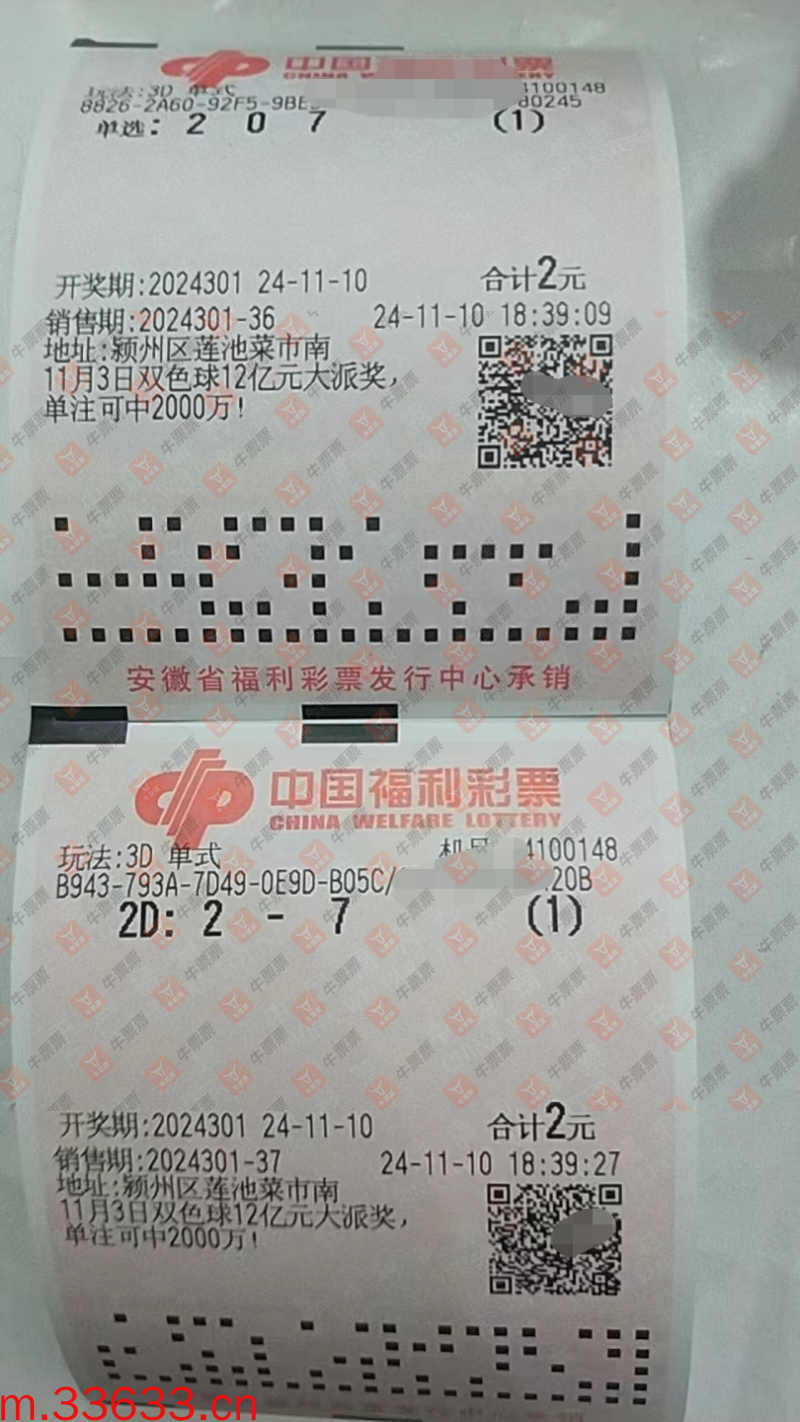 中国 彩票
CHINA W
玩法:3D 单式
100148
8826-2A60-92F5-9BE
80245
单选: 2 0 7 (1)
开奖期:2024301 24-11-10 合计2元
销售期:2024301-36 24-11-10 18:39:09
地址:颍州区莲池菜市南
11月3日双色球12亿元大派奖,
单注可中2000万!
安徽省福利彩票发行中心承销
中国福利彩票
CHINA WELFARE LOTTERY
玩法:3D 单式 4100148
B943-793A-7D49-0E9D-B05C/ 20B
2D: 2 - 7 (1)
开奖期:2024301 24-11-10 合计2元
销售期:2024301-37 24-11-10 18:39:27
地址:颍州区莲池菜市南
11月3日双色球12亿元大派奖,
单注可中2000万!
m.33633.cn